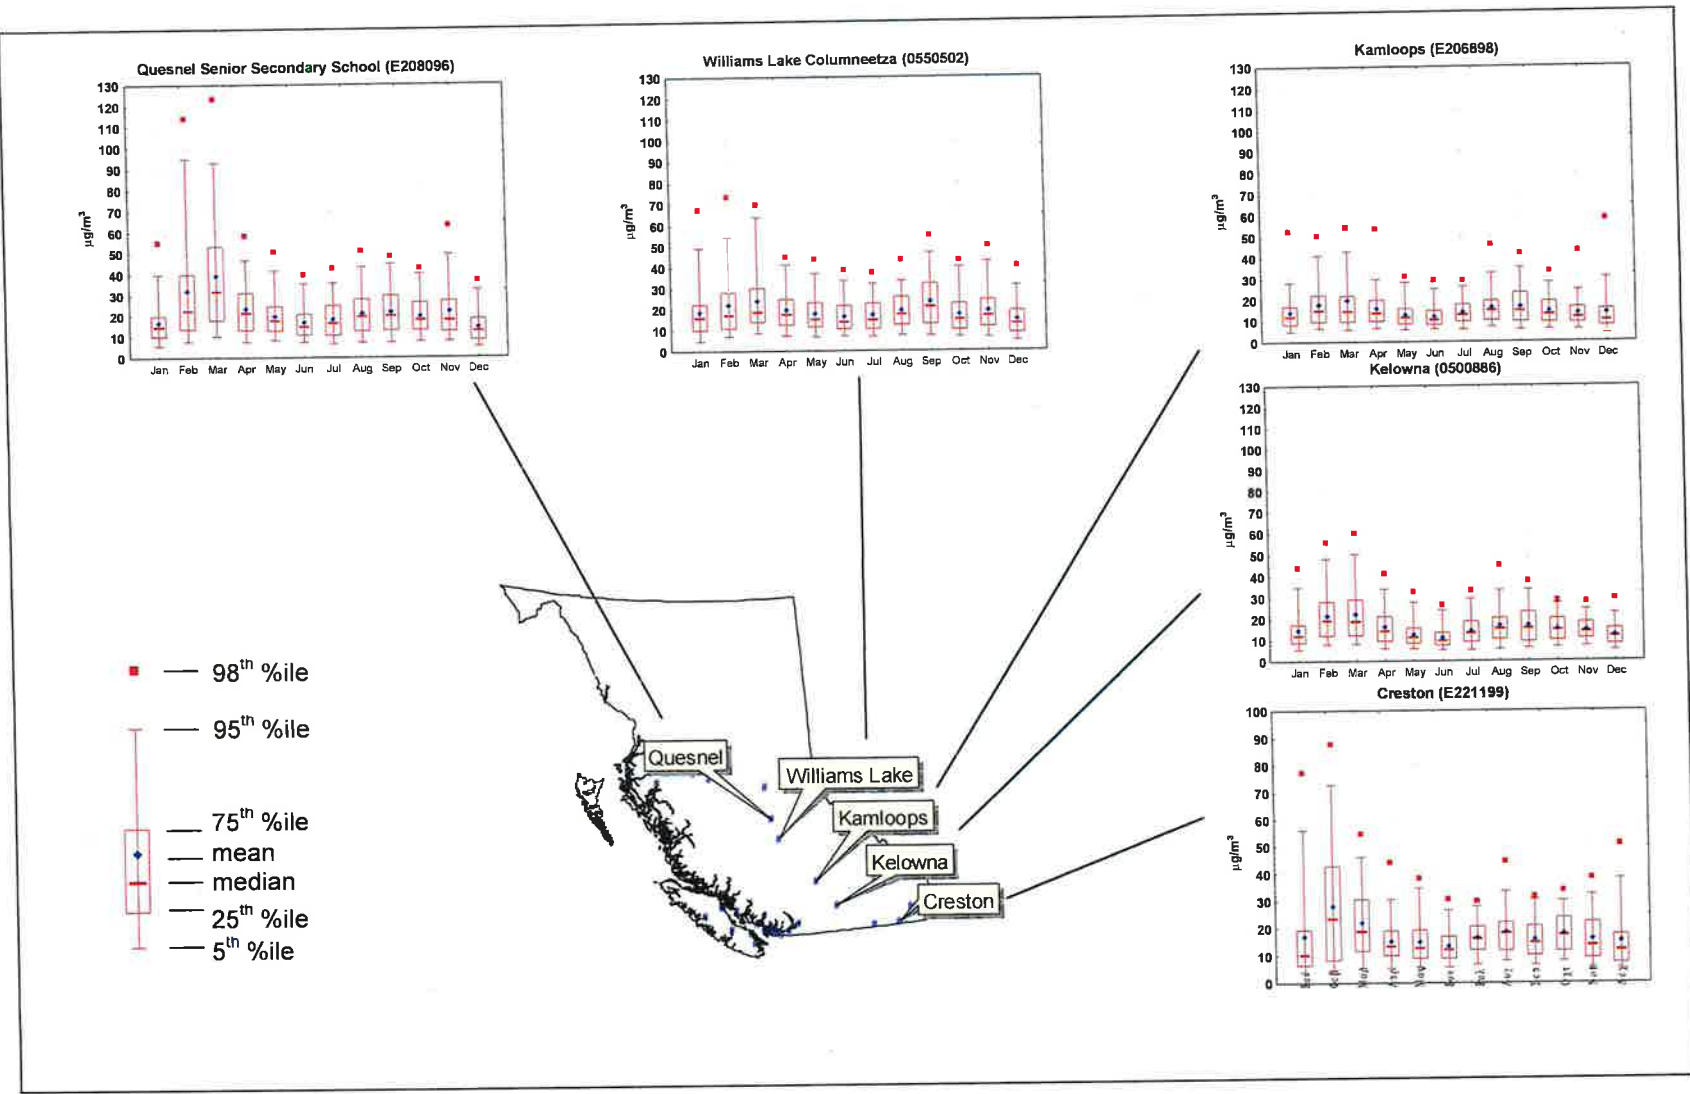 Quesnel Senior Secondary School (E208096)
130
120
110
100
90
80
70
60
50
40
30
20
10
0
µg/m³
Jan Feb Mar Apr May Jun Jul Aug Sep Oct Nov Dec
Williams Lake Columneetza (0550502)
130
120
110
100
90
80
70
60
50
40
30
20
10
0
µg/m³
Jan Feb Mar Apr May Jun Jul Aug Sep Oct Nov Dec
Kamloops (E206898)
130
120
110
100
90
80
70
60
50
40
30
20
10
0
µg/m³
Jan Feb Mar Apr May Jun Jul Aug Sep Oct Nov Dec
Kelowna (0500886)
130
120
110
100
90
80
70
60
50
40
30
20
10
0
µg/m³
Jan Feb Mar Apr May Jun Jul Aug Sep Oct Nov Dec
Creston (E221199)
100
90
80
70
60
50
40
30
20
10
0
µg/m³
98th %ile
95th %ile
75th %ile
mean
median
25th %ile
5th %ile
Quesnel
Williams Lake
Kamloops
Kelowna
Creston